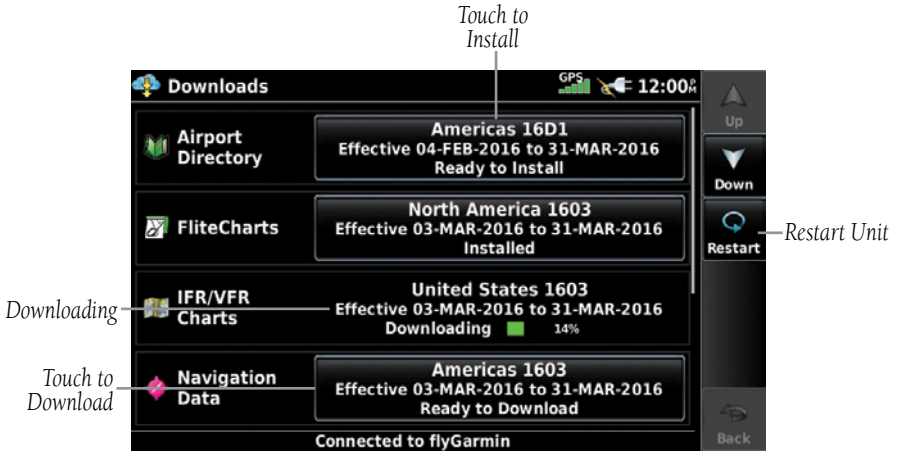 Touch to
Install
Downloads
GPS
12:00PM
Up
Airport
Directory
Americas 16D1
Effective 04-FEB-2016 to 31-MAR-2016
Ready to Install
Down
FliteCharts
North America 1603
Effective 03-MAR-2016 to 31-MAR-2016
Installed
Restart
Restart Unit
Downloading
IFR/VFR
Charts
United States 1603
Effective 03-MAR-2016 to 31-MAR-2016
Downloading 14%
Touch to
Download
Navigation
Data
Americas 1603
Effective 03-MAR-2016 to 31-MAR-2016
Ready to Download
Connected to flyGarmin
Back